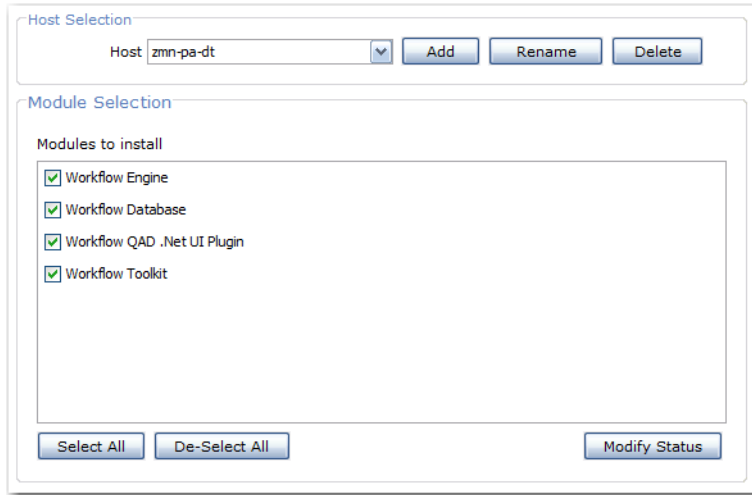 Host Selection
Host zmn-pa-dt Add Rename Delete
Module Selection
Modules to install
Workflow Engine
Workflow Database
Workflow QAD .Net UI Plugin
Workflow Toolkit
Select All De-Select All Modify Status